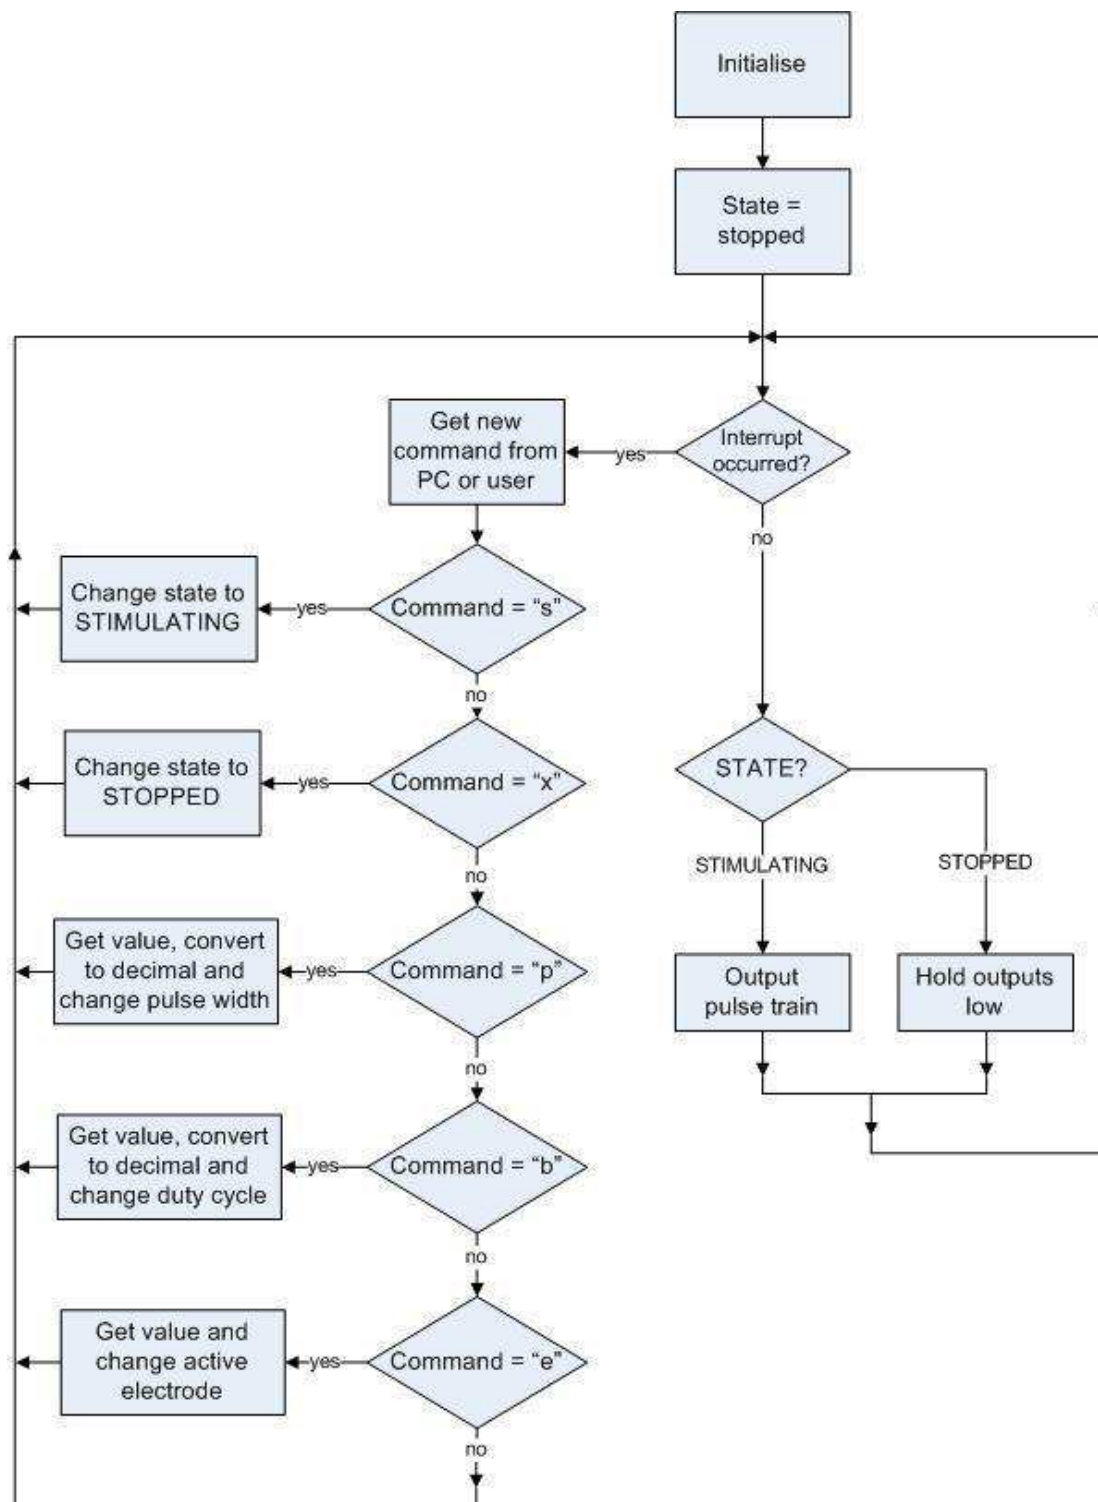 Initialise
State =
stopped
Interrupt
occurred?
yes
Get new
command from
PC or user
no
Command = “s”
yes
Change state to
STIMULATING
no
Command = “x”
yes
Change state to
STOPPED
no
Command = “p”
yes
Get value, convert
to decimal and
change pulse width
no
Command = “b”
yes
Get value, convert
to decimal and
change duty cycle
no
Command = “e”
yes
Get value and
change active
electrode
no
STATE?
STIMULATING
STOPPED
Output
pulse train
Hold outputs
low